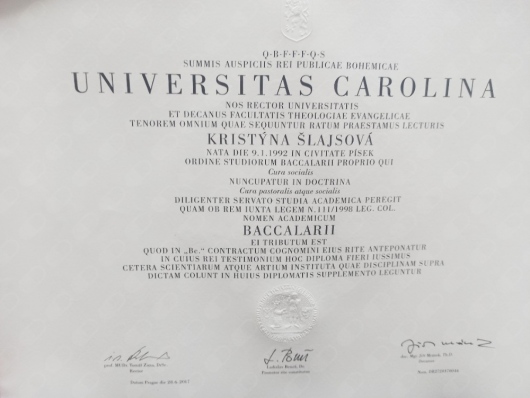 Q·B·F·F·F·Q·S
SUMMIS AUSPICIIS REI PUBLICAE BOHEMICAE
UNIVERSITAS CAROLINA
NOS RECTOR UNIVERSITATIS
ET DECANUS FACULTATIS THEOLOGIAE EVANGELICAE
TENOREM OMNIUM QUAE SEQUUNTUR RATUM PRAESTAMUS LECTURIS
KRISTÝNA ŠLAJSOVÁ
NATA DIE 9.1.1992 IN CIVITATE PÍSEK
ORDINE STUDIORUM BACCALARII PROPRIO QUI
Cura socialis
NUNCUPATUR IN DOCTRINA
Cura pastoralis atque socialis
DILIGENTER SERVATO STUDIA ACADEMICA PEREGIT
QUAM OB REM IUXTA LEGEM N. 111/1998 LEG. COL.
NOMEN ACADEMICUM
BACCALARII
EI TRIBUTUM EST
QUOD IN „Bc.“ CONTRACTUM COGNOMINI EIUS RITE ANTEPONATUR
IN CUIUS REI TESTIMONIUM HOC DIPLOMA FIERI IUSSIMUS
CETERA SCIENTIARUM ATQUE ARTIUM INSTITUTA QUAE DISCIPLINAM SUPRA
DICTAM COLUNT IN HUIUS DIPLOMATIS SUPPLEMENTO LEGUNTUR